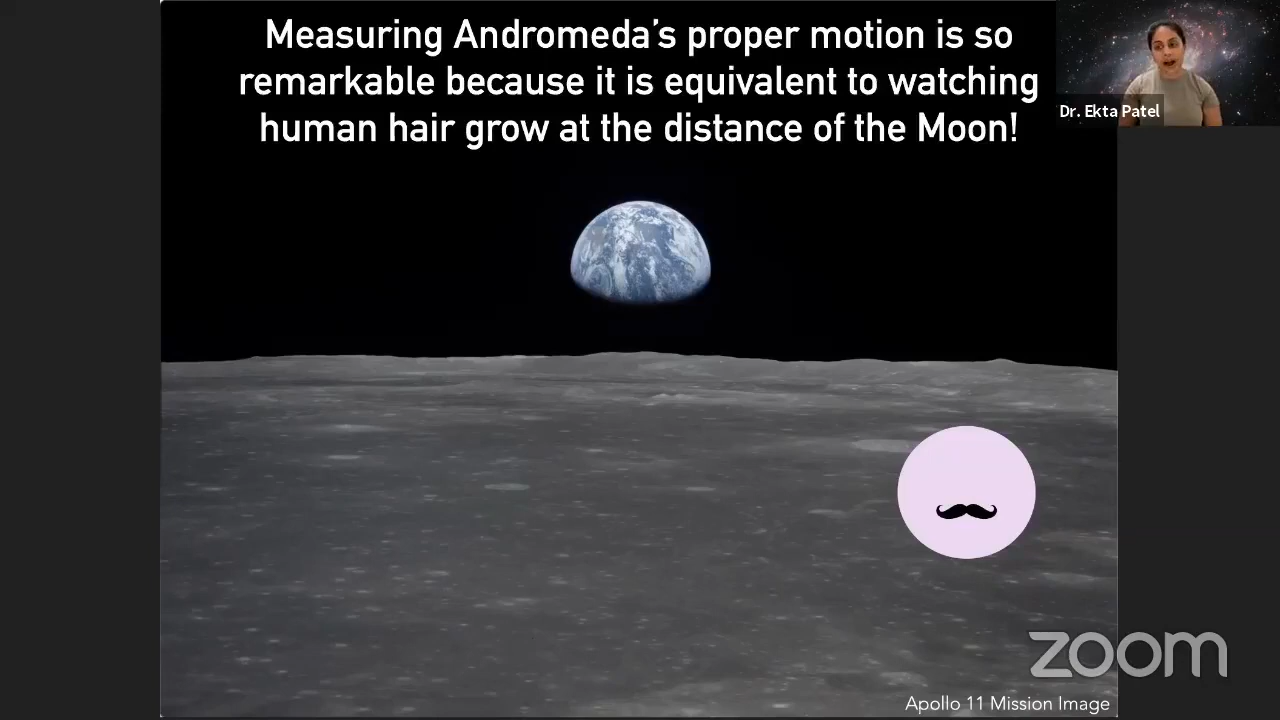 Measuring Andromeda's proper motion is so
remarkable because it is equivalent to watching
human hair grow at the distance of the Moon!
Dr. Ekta Patel
zoom
Apollo 11 Mission Image